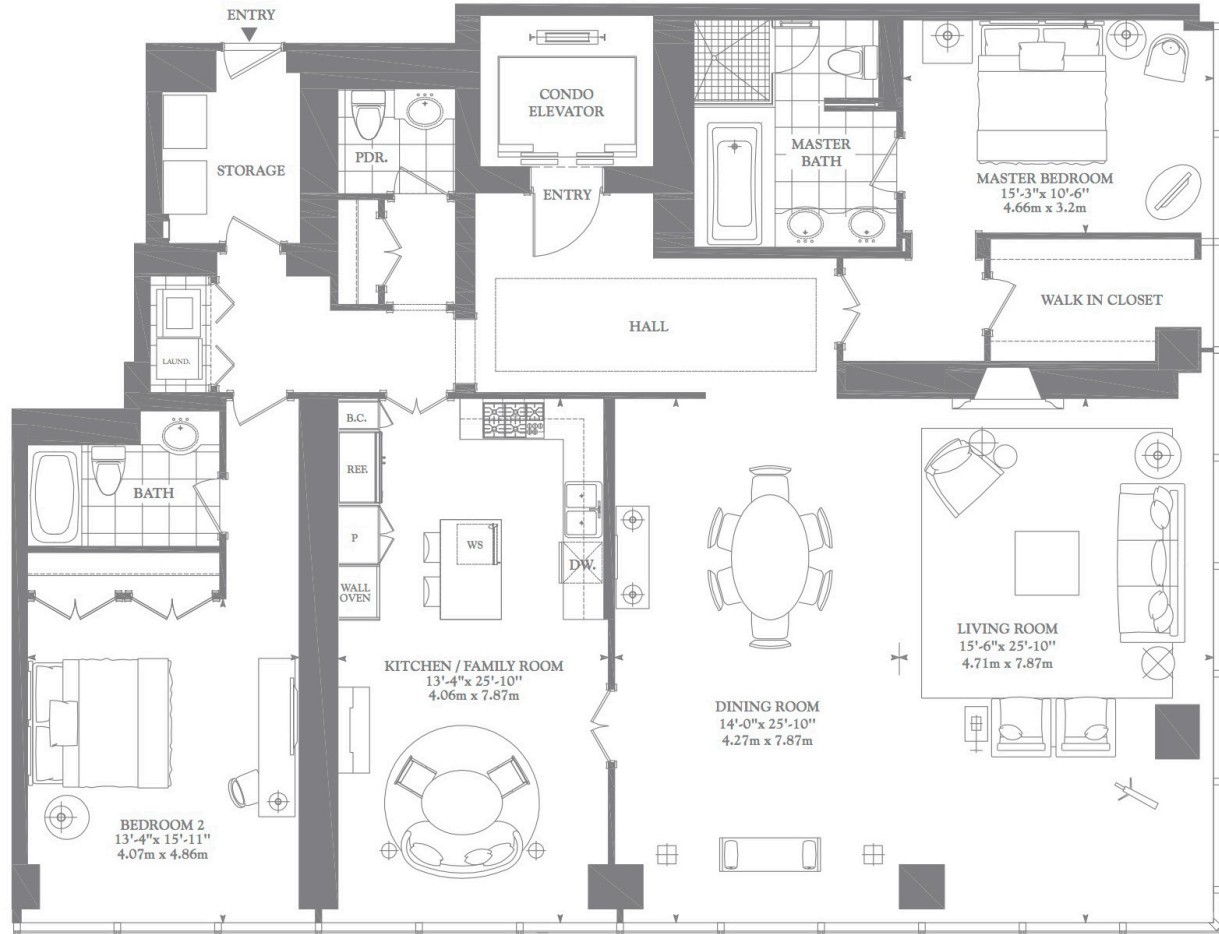 ENTRY
CONDO
ELEVATOR
PDR.
STORAGE
ENTRY
MASTER
BATH
MASTER BEDROOM
15'-3"x 10'-6"
4.66m x 3.2m
WALK IN CLOSET
HALL
LAUND.
B.C.
REF.
P
WALL
OVEN
WS
DW.
BATH
KITCHEN / FAMILY ROOM
13'-4"x 25'-10"
4.06m x 7.87m
LIVING ROOM
15'-6"x 25'-10"
4.71m x 7.87m
DINING ROOM
14'-0"x 25'-10"
4.27m x 7.87m
BEDROOM 2
13'-4"x 15'-11"
4.07m x 4.86m